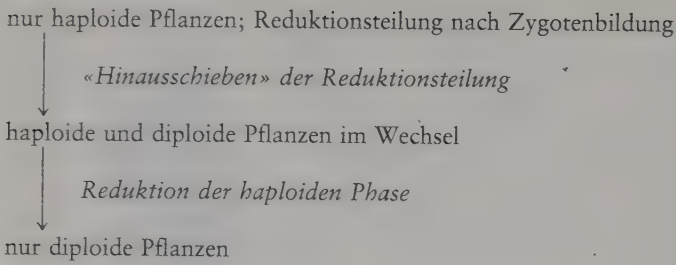 nur haploide Pflanzen; Reduktionsteilung nach Zygotenbildung
«Hinausschieben» der Reduktionsteilung
haploide und diploide Pflanzen im Wechsel
Reduktion der haploiden Phase
nur diploide Pflanzen